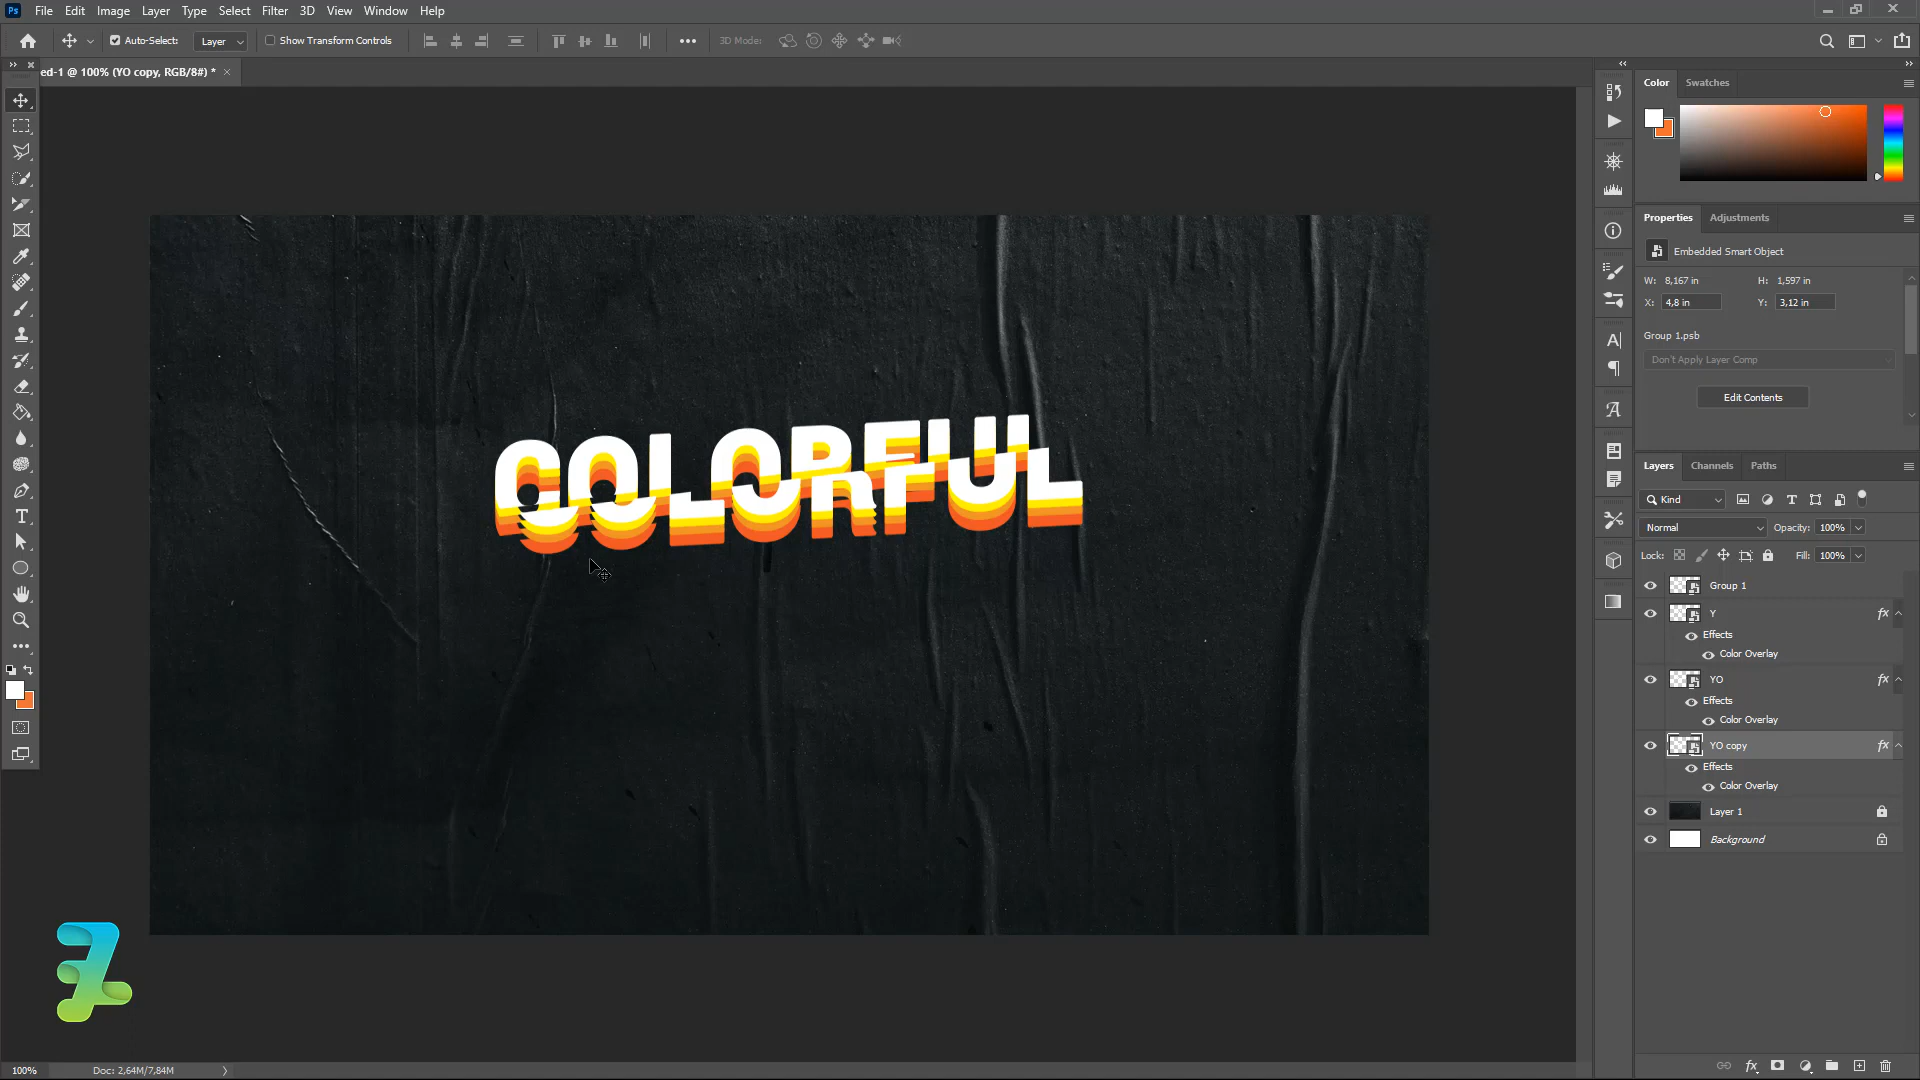 Ps File Edit Image Layer Type Select Filter 3D View Window Help
Auto-Select: Layer Show Transform Controls 3D Mode:
ed-1 @ 100% (YO copy, RGB/8#) *
Color Swatches
Properties Adjustments
Embedded Smart Object
W: 8,167 in H: 1,597 in
X: 4,8 in Y: 3,12 in
Group 1.psb
Don't Apply Layer Comp
Edit Contents
COLORFUL
Layers Channels Paths
Kind
Normal Opacity: 100%
Lock: Fill: 100%
Group 1
Y fx
Effects
Color Overlay
YO fx
Effects
Color Overlay
YO copy fx
Effects
Color Overlay
Layer 1
Background
100% Doc: 2,64M/7,84M